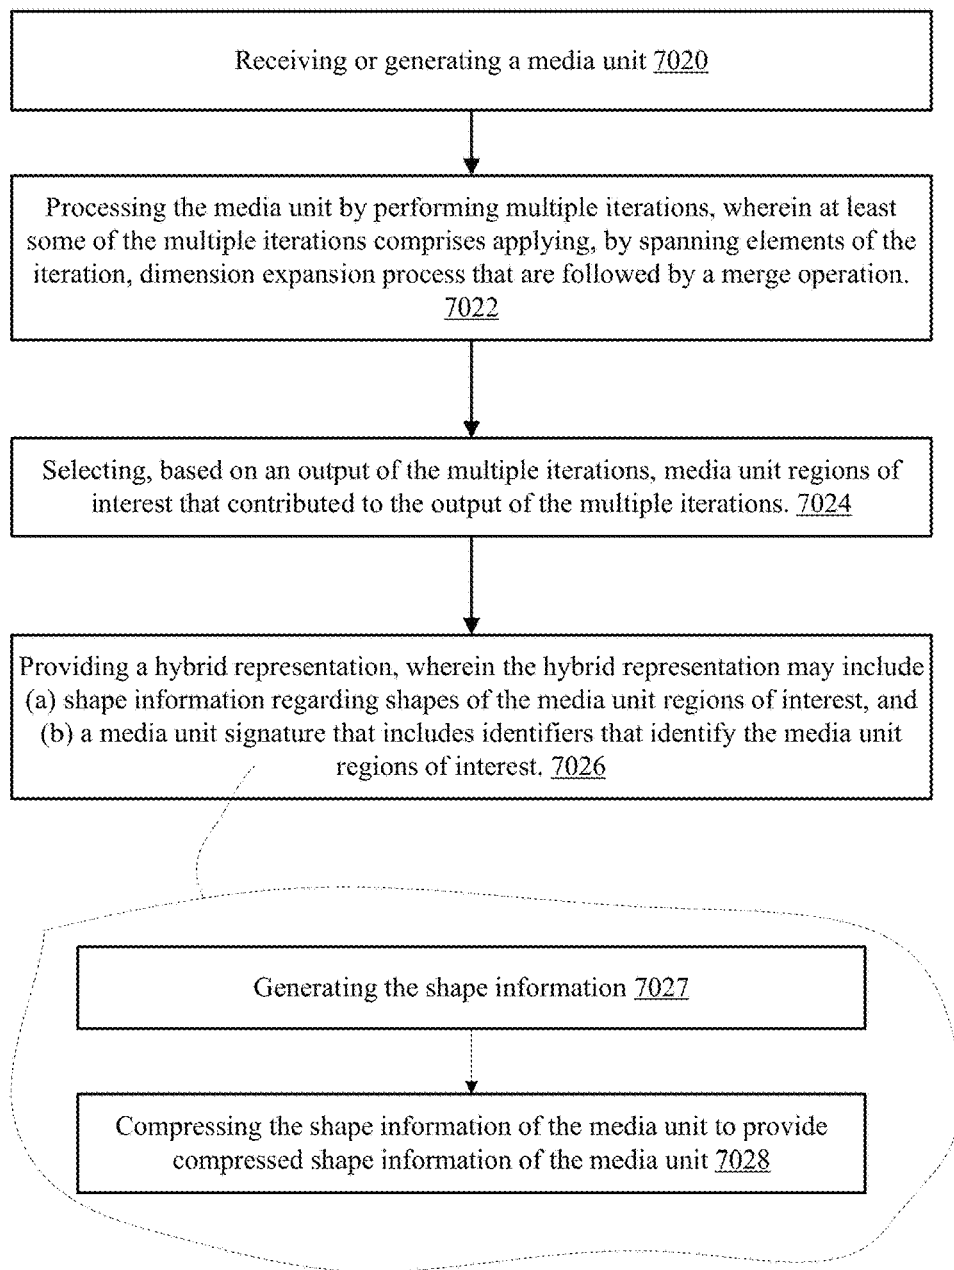 Receiving or generating a media unit 7020
Processing the media unit by performing multiple iterations, wherein at least
some of the multiple iterations comprises applying, by spanning elements of the
iteration, dimension expansion process that are followed by a merge operation.
7022
Selecting, based on an output of the multiple iterations, media unit regions of
interest that contributed to the output of the multiple iterations. 7024
Providing a hybrid representation, wherein the hybrid representation may include
(a) shape information regarding shapes of the media unit regions of interest, and
(b) a media unit signature that includes identifiers that identify the media unit
regions of interest. 7026
Generating the shape information 7027
Compressing the shape information of the media unit to provide
compressed shape information of the media unit 7028